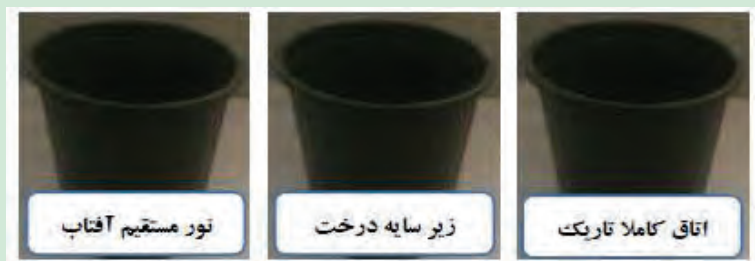 اتاق کاملا تاریک
زیر سایه درخت
نور مستقیم آفتاب